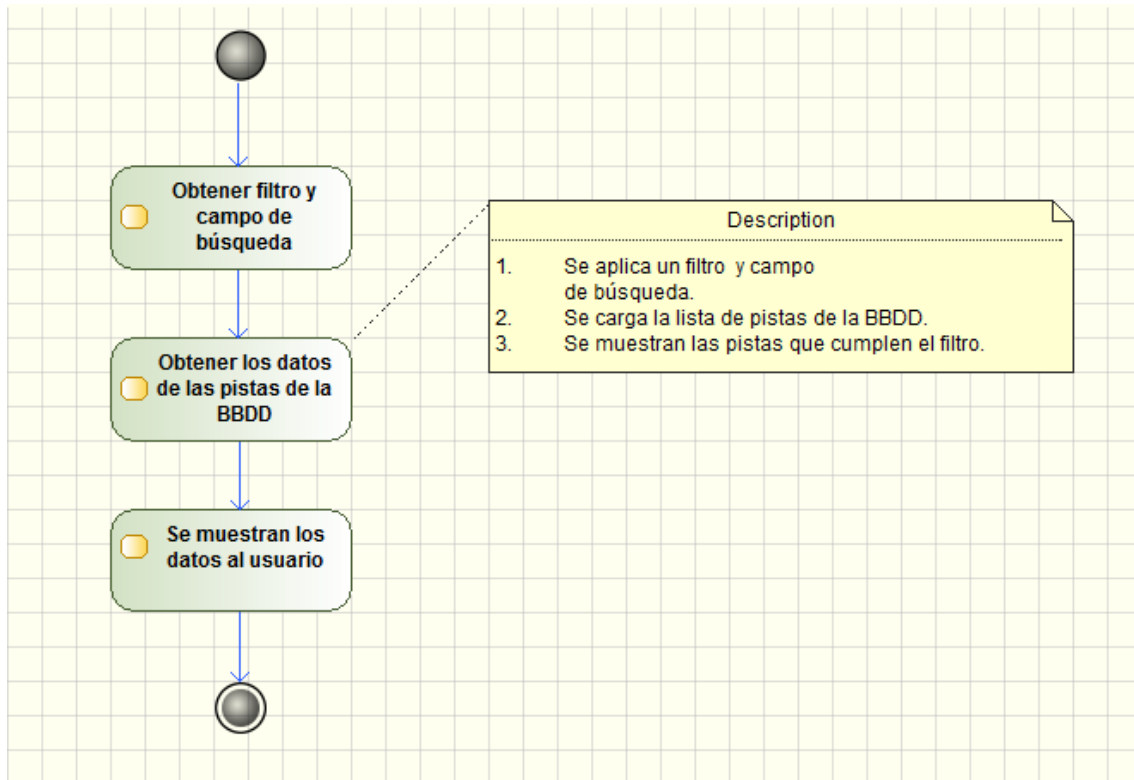 Obtener filtro y
campo de
búsqueda
Obtener los datos
de las pistas de la
BBDD
Se muestran los
datos al usuario
Description
1. Se aplica un filtro y campo
de búsqueda.
2. Se carga la lista de pistas de la BBDD.
3. Se muestran las pistas que cumplen el filtro.